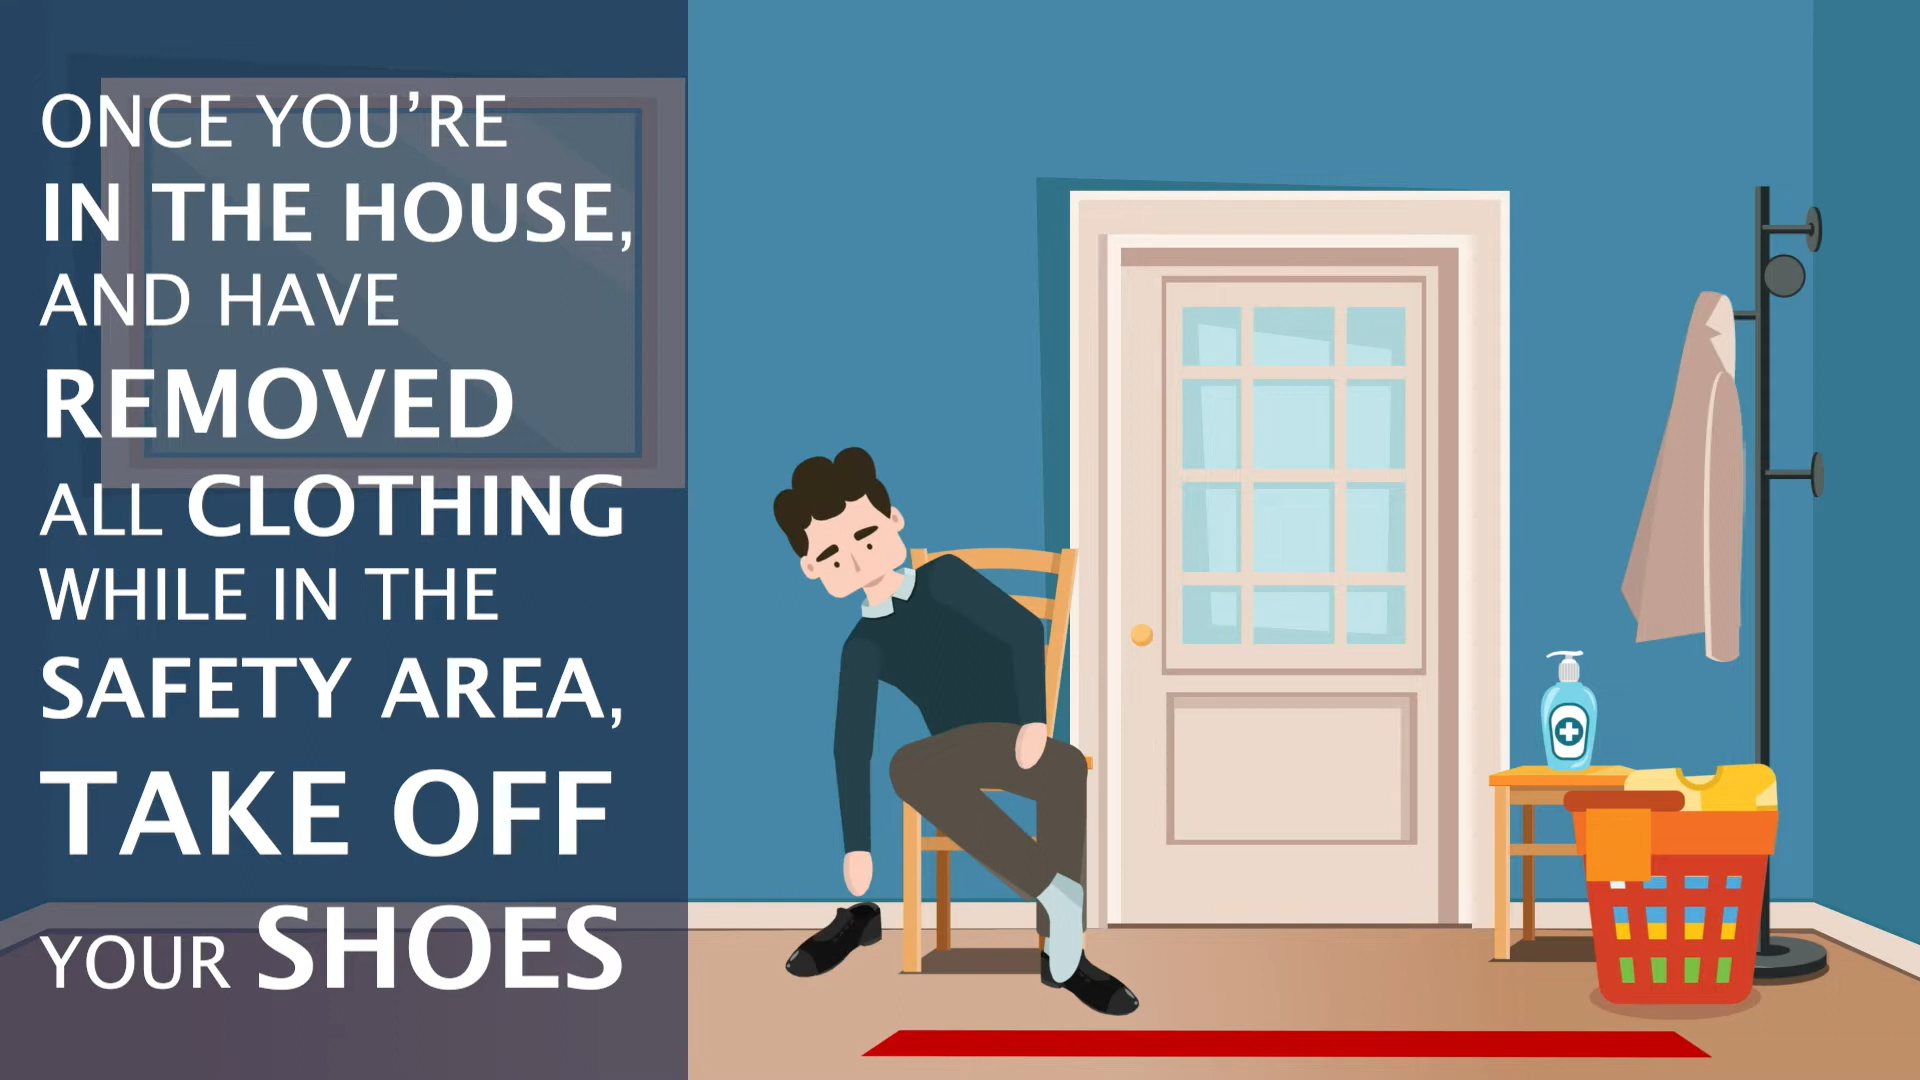 ONCE YOU’RE
IN THE HOUSE,
AND HAVE
REMOVED
ALL CLOTHING
WHILE IN THE
SAFETY AREA,
TAKE OFF
YOUR SHOES